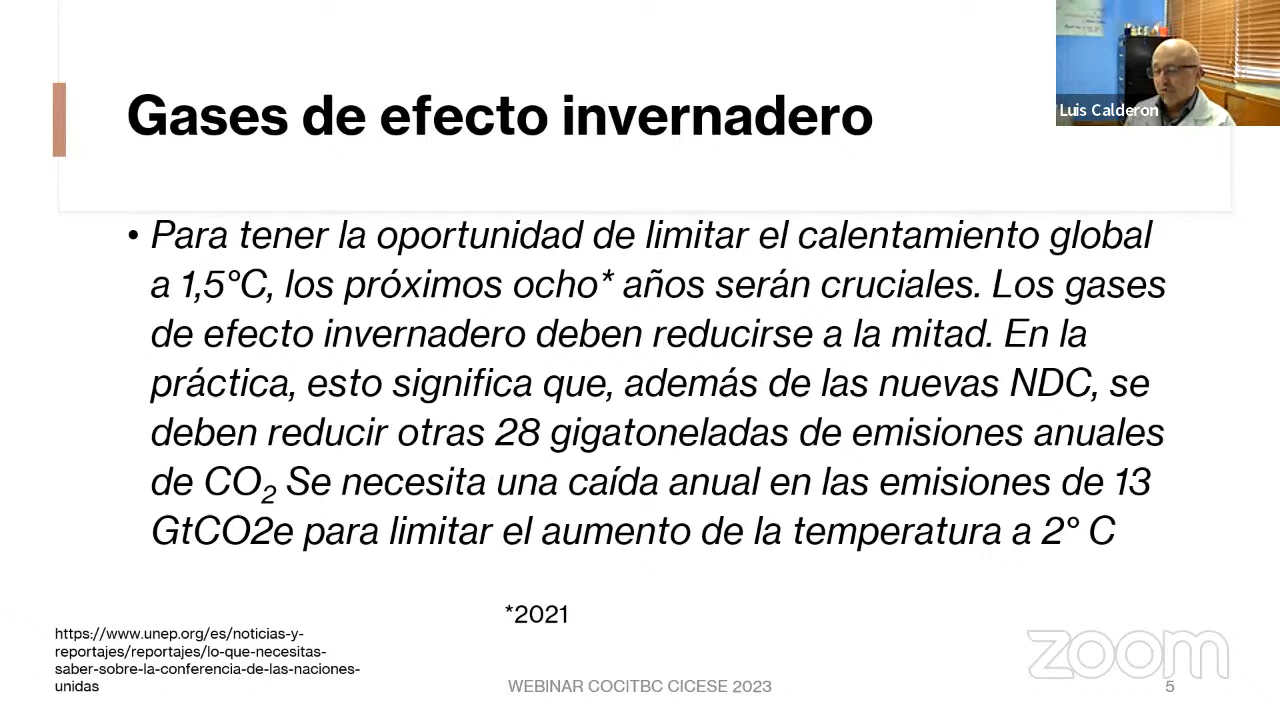 Gases de efecto invernadero
Luis Calderon
• Para tener la oportunidad de limitar el calentamiento global
a 1,5°C, los próximos ocho* años serán cruciales. Los gases
de efecto invernadero deben reducirse a la mitad. En la
práctica, esto significa que, además de las nuevas NDC, se
deben reducir otras 28 gigatoneladas de emisiones anuales
de CO₂ Se necesita una caída anual en las emisiones de 13
GtCO2e para limitar el aumento de la temperatura a 2° C
*2021
https://www.unep.org/es/noticias-y-
reportajes/reportajes/lo-que-necesitas-
saber-sobre-la-conferencia-de-las-naciones-
unidas
WEBINAR COCITBC CICESE 2023
zoom
5